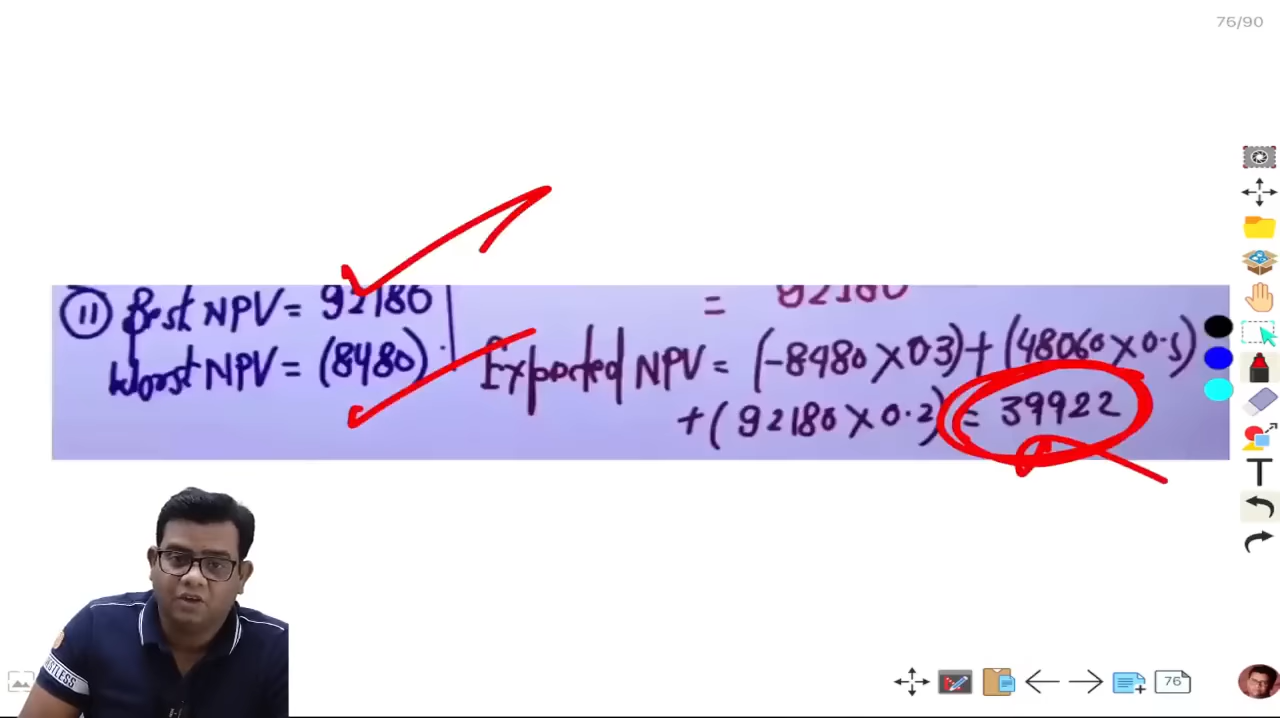 76/90
= 92180
(11) Best NPV = 92180
Worst NPV = (8480)
Expected NPV = (-8480 × 0.3) + (48060 × 0.5)
+ (92180 × 0.2) = 39922
T
76